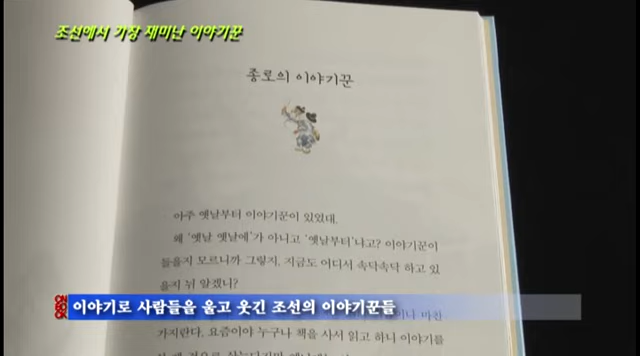 조선에서 가장 재미난 이야기꾼
종로의 이야기꾼
아주 옛날부터 이야기꾼이 있었대.
왜 '옛날 옛날에'가 아니고 '옛날부터'냐고? 이야기꾼이
들을지 모르니까 그렇지. 지금도 어디서 속닥속닥 하고 있
을지 뉘 알겠니?
마찬
이야기로 사람들을 울고 웃긴 조선의 이야기꾼들
가지란다. 요즘이야 누구나 책을 사서 읽고 하니 이야기를